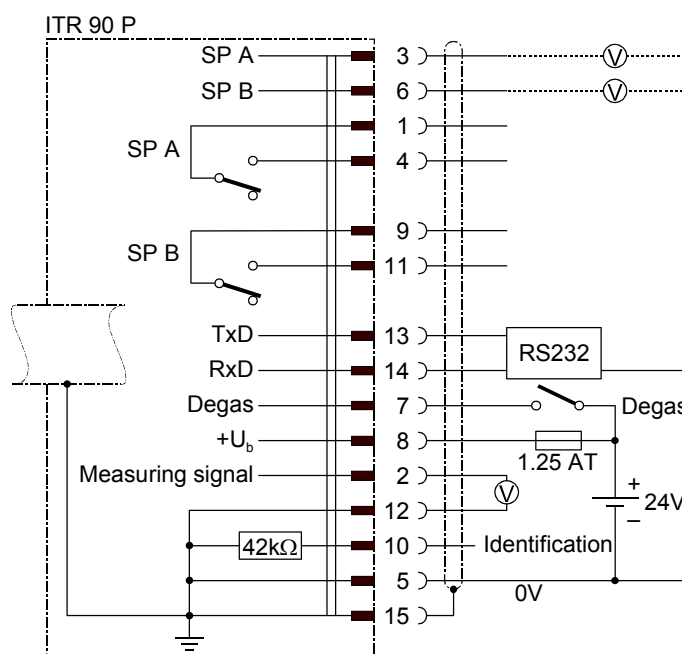 ITR 90 P
SP A 3 V
SP B 6 V
1
SP A
4
9
SP B
11
TxD 13
RS232
RxD 14
Degas 7 Degas
+Ub 8
1.25 AT
Measuring signal 2
V
+
24V
–
12
42kΩ 10 Identification
5
0V
15